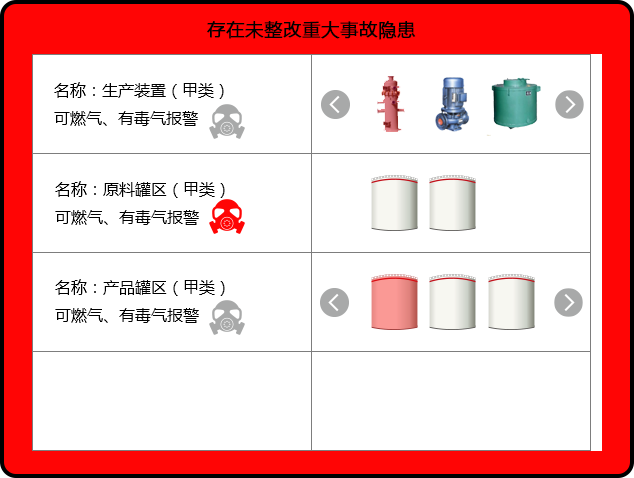 存在未整改重大事故隐患
名称：生产装置（甲类）
可燃气、有毒气报警
名称：原料罐区（甲类）
可燃气、有毒气报警
名称：产品罐区（甲类）
可燃气、有毒气报警